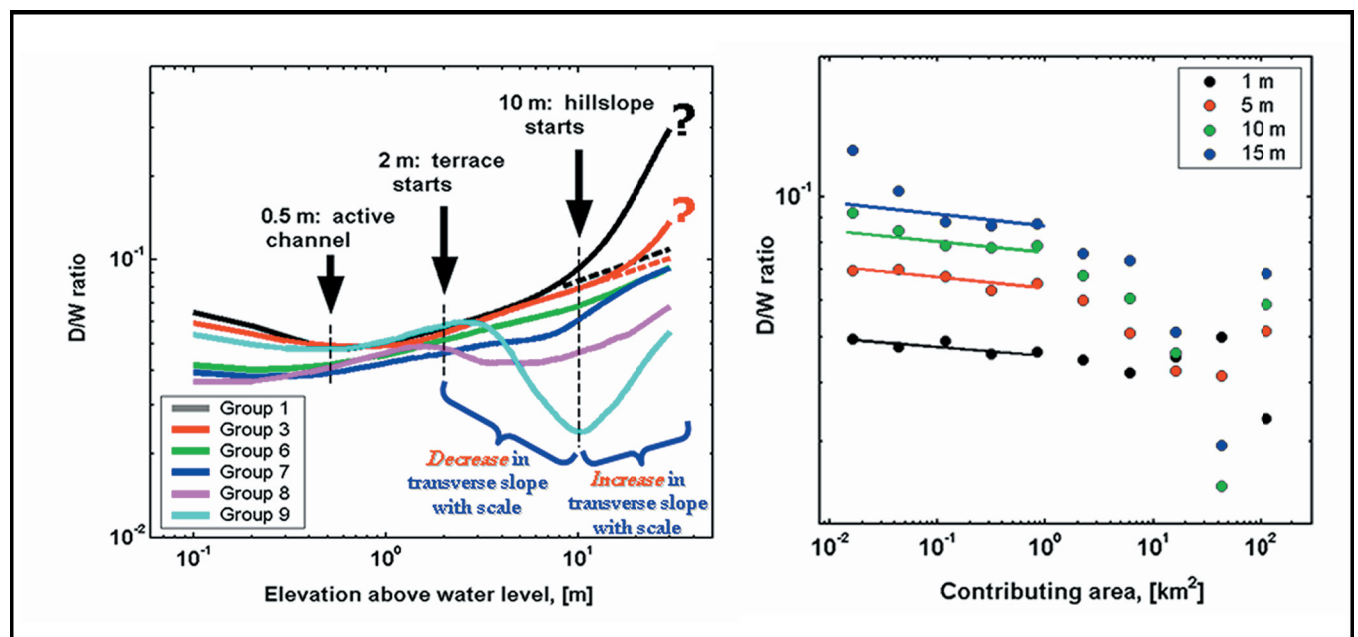 10 m: hillslope
starts
?
2 m: terrace
starts
?
0.5 m: active
channel
10⁻¹
D/W ratio
Group 1
Group 3
Group 6
Group 7
Group 8
Group 9
Decrease in
transverse slope
with scale
Increase in
transverse slope
with scale
10⁻²
10⁻¹ 10⁰ 10¹
Elevation above water level, [m]
1 m
5 m
10 m
15 m
10⁻¹
D/W ratio
10⁻² 10⁻¹ 10⁰ 10¹ 10²
Contributing area, [km²]